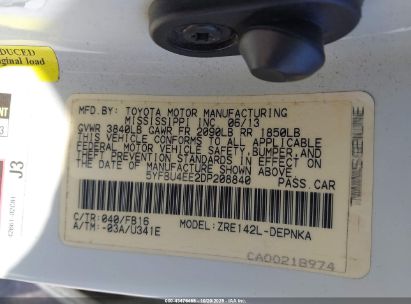 DUCED
original load
J3
MFD.BY: TOYOTA MOTOR MANUFACTURING
MISSISSIPPI, INC. 06/13
GVWR 3840LB GAWR FR 2090LB RR 1850LB
THIS VEHICLE CONFORMS TO ALL APPLICABLE
FEDERAL MOTOR VEHICLE SAFETY,BUMPER,AND
THEFT PREVENTION STANDARDS IN EFFECT ON
THE DATE OF MANUFACTURE SHOWN ABOVE.
5YFBU4EE2DP206840 PASS.CAR
C/TR:040/FB16 MODEL:ZRE142L-DEPNKA
A/TM:-03A/U341E
CA00218974